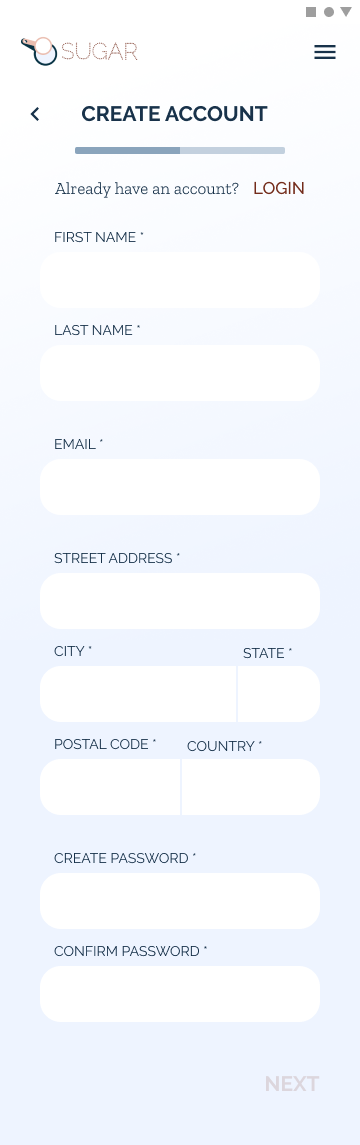 SUGAR
CREATE ACCOUNT
Already have an account? LOGIN
FIRST NAME *
LAST NAME *
EMAIL *
STREET ADDRESS *
CITY * STATE *
POSTAL CODE * COUNTRY *
CREATE PASSWORD *
CONFIRM PASSWORD *
NEXT